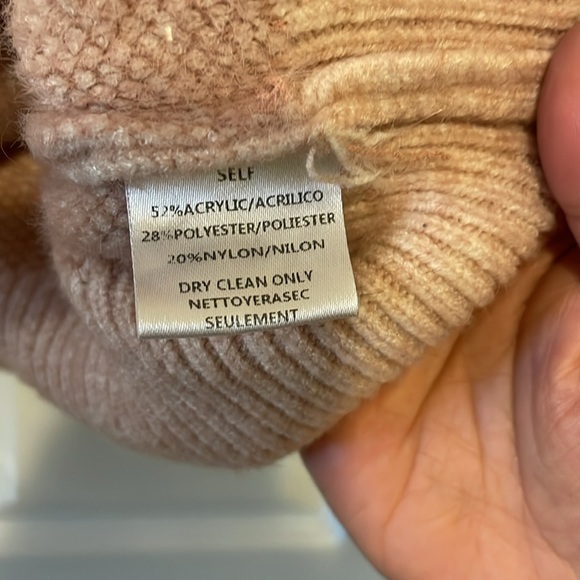 SELF
52%ACRYLIC/ACRILICO
28%POLYESTER/POLIESTER
20%NYLON/NILON
DRY CLEAN ONLY
NETTOYERASEC
SEULEMENT